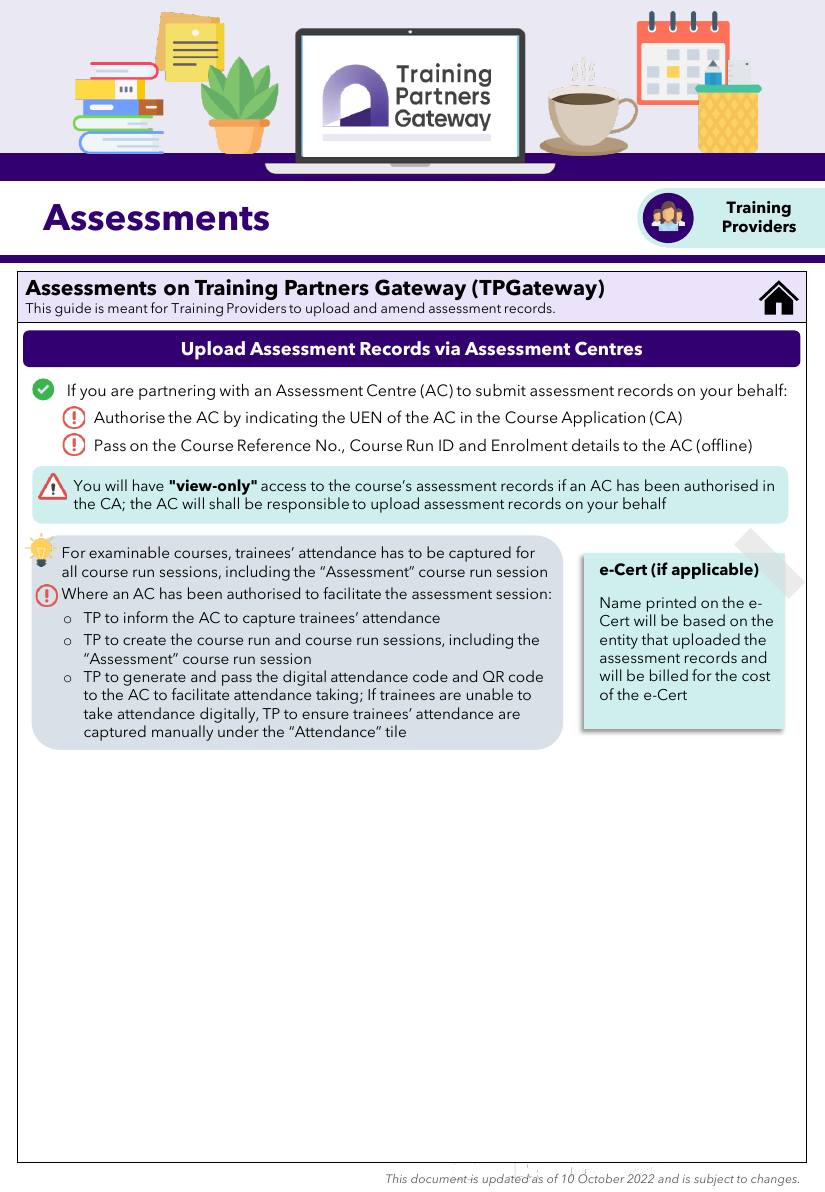 Training
Partners
Gateway
Assessments
Training
Providers
Assessments on Training Partners Gateway (TPGateway)
This guide is meant for Training Providers to upload and amend assessment records.
Upload Assessment Records via Assessment Centres
If you are partnering with an Assessment Centre (AC) to submit assessment records on your behalf:
Authorise the AC by indicating the UEN of the AC in the Course Application (CA)
Pass on the Course Reference No., Course Run ID and Enrolment details to the AC (offline)
You will have "view-only" access to the course’s assessment records if an AC has been authorised in
the CA; the AC will shall be responsible to upload assessment records on your behalf
For examinable courses, trainees’ attendance has to be captured for
all course run sessions, including the “Assessment” course run session
Where an AC has been authorised to facilitate the assessment session:
o TP to inform the AC to capture trainees’ attendance
o TP to create the course run and course run sessions, including the
“Assessment” course run session
o TP to generate and pass the digital attendance code and QR code
to the AC to facilitate attendance taking; If trainees are unable to
take attendance digitally, TP to ensure trainees’ attendance are
captured manually under the “Attendance” tile
e-Cert (if applicable)
Name printed on the e-
Cert will be based on the
entity that uploaded the
assessment records and
will be billed for the cost
of the e-Cert
This document is updated as of 10 October 2022 and is subject to changes.